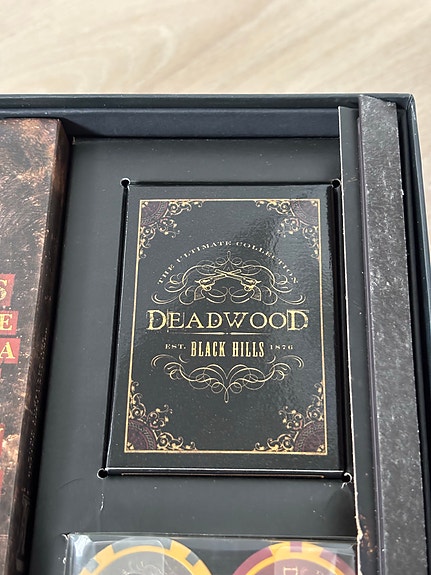 THE ULTIMATE COLLECTION
DEADWOOD
EST. BLACK HILLS 1876